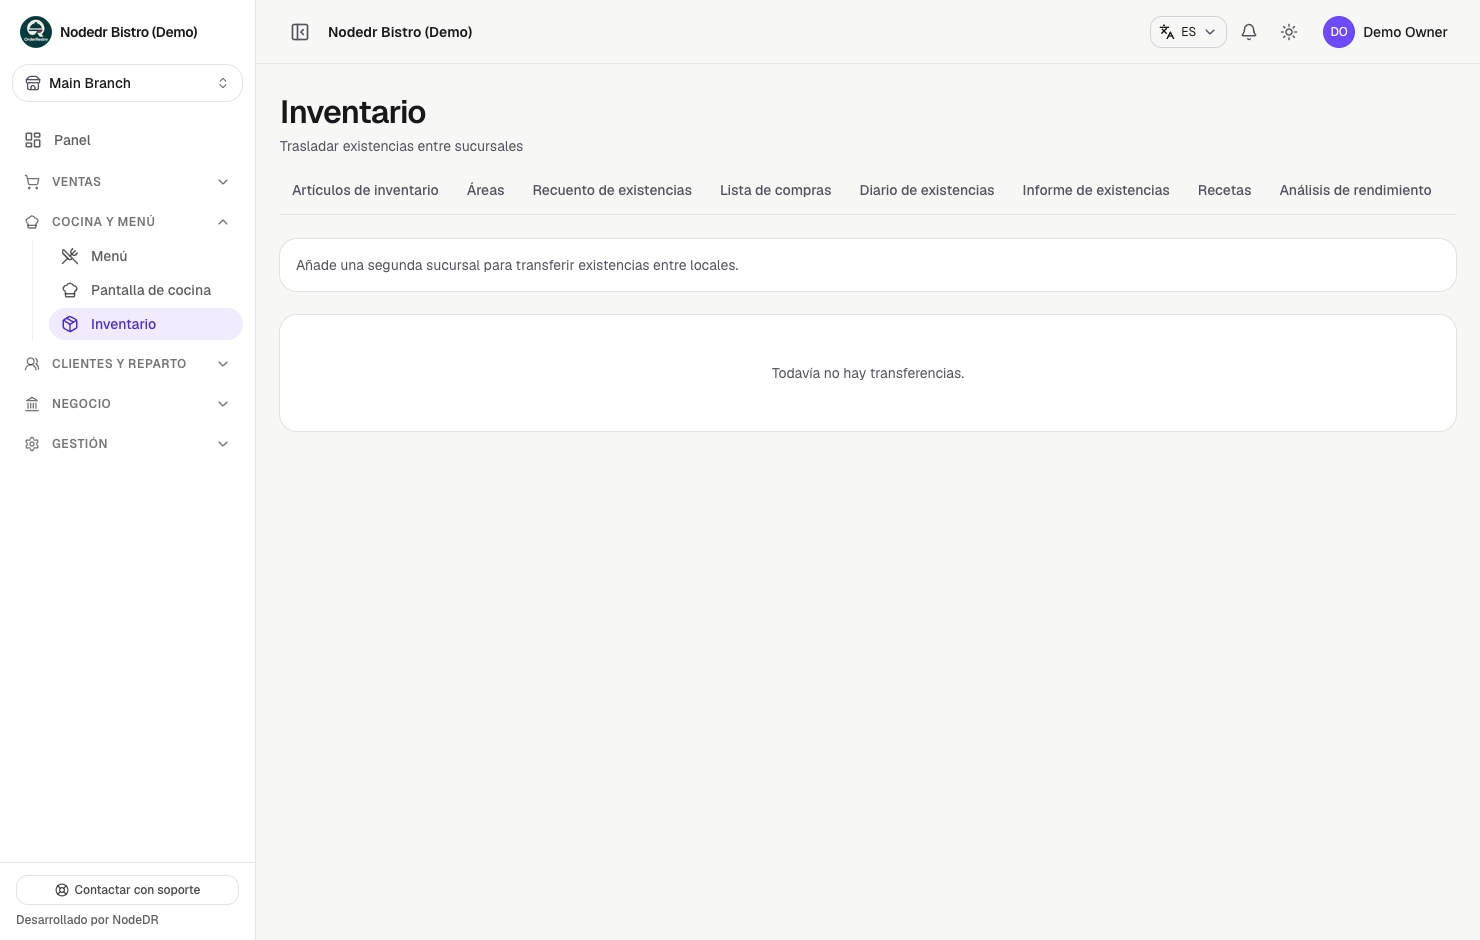 Nodedr Bistro (Demo)
Main Branch
Panel
VENTAS
COCINA Y MENÚ
Menú
Pantalla de cocina
Inventario
CLIENTES Y REPARTO
NEGOCIO
GESTIÓN
Contactar con soporte
Desarrollado por NodeDR
Nodedr Bistro (Demo)
ES
DO
Demo Owner
Inventario
Trasladar existencias entre sucursales
Artículos de inventario
Áreas
Recuento de existencias
Lista de compras
Diario de existencias
Informe de existencias
Recetas
Análisis de rendimiento
Añade una segunda sucursal para transferir existencias entre locales.
Todavía no hay transferencias.